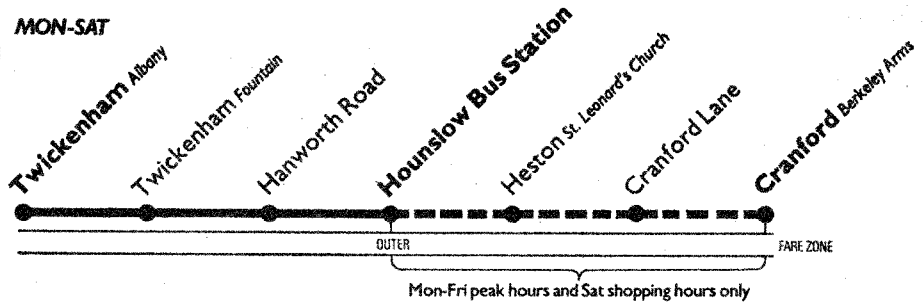 MON-SAT
Twickenham Albany
Twickenham Fountain
Hanworth Road
Hounslow Bus Station
Heston St. Leonard's Church
Cranford Lane
Cranford Berkeley Arms
OUTER
FARE ZONE
Mon-Fri peak hours and Sat shopping hours only